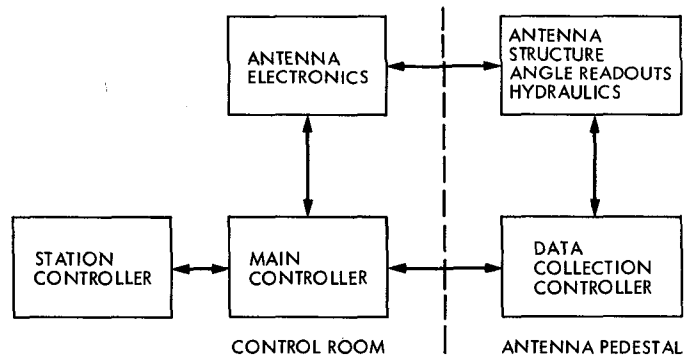 ANTENNA
ELECTRONICS
ANTENNA
STRUCTURE
ANGLE READOUTS
HYDRAULICS
STATION
CONTROLLER
MAIN
CONTROLLER
DATA
COLLECTION
CONTROLLER
CONTROL ROOM
ANTENNA PEDESTAL